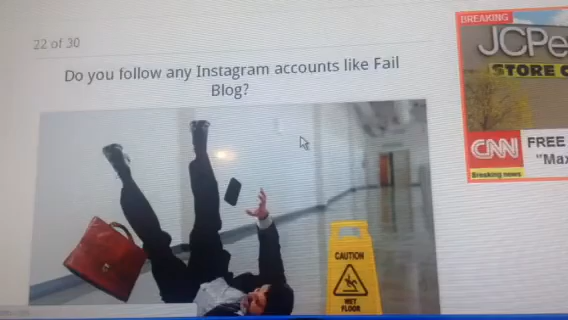 22 of 30
Do you follow any Instagram accounts like Fail
Blog?
CAUTION
WET
FLOOR
BREAKING
JCPe
STORE C
CNN
FREE
"Max
Breaking news